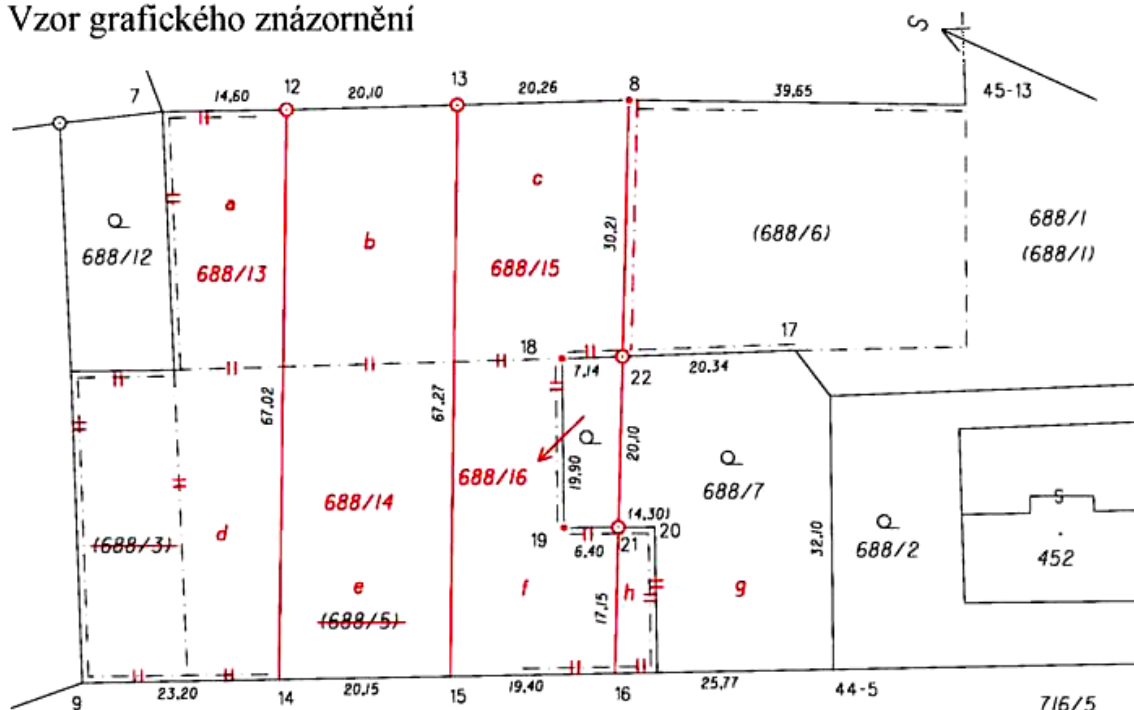 Vzor grafického znázornění
S
7 14,60 12 20,10 13 20,26 8 39,65 45-13
c
a
b
688/12
688/13
688/15
30,21
(688/6)
688/1
(688/1)
18 7,14 22 20,34 17
67,02
67,27
19,90
20,10
688/16
688/14
688/7
(688/3)
d
19 6,40 21 (4,30) 20
32,10
688/2
452
e
(688/5)
f
17,15
h
g
9 23,20 14 20,15 15 19,40 16 25,77 44-5 716/5